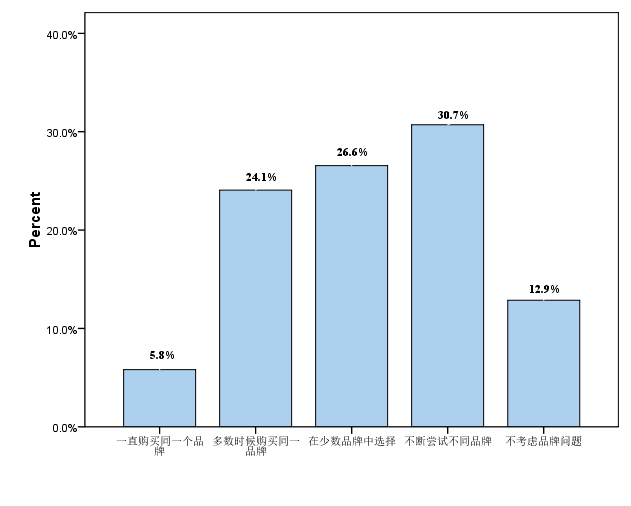 40.0%
30.0%
20.0%
10.0%
0.0%
Percent
5.8%
24.1%
26.6%
30.7%
12.9%
一直购买同一个品
牌
多数时候购买同一
品牌
在少数品牌中选择
不断尝试不同品牌
不考虑品牌问题